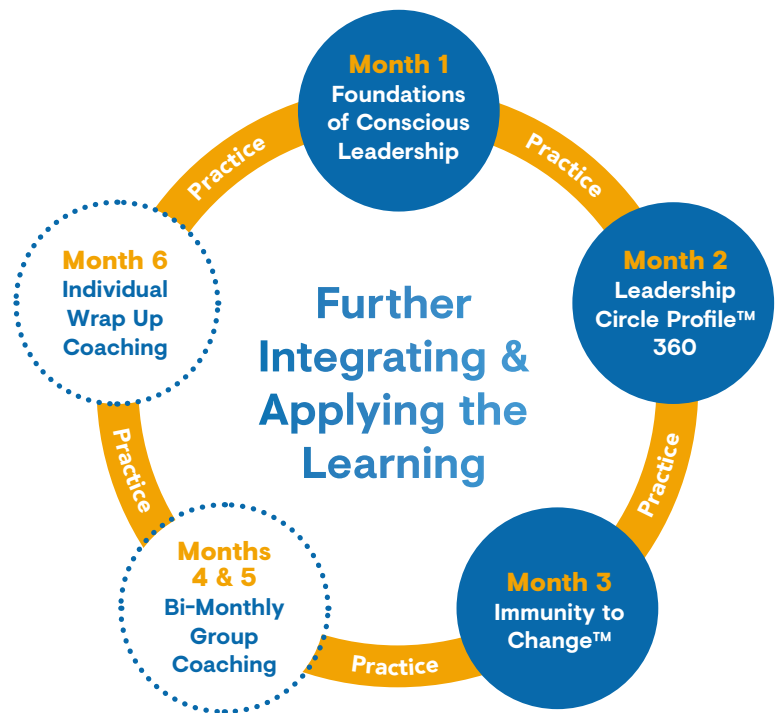 Month 1
Foundations
of Conscious
Leadership
Practice
Month 2
Leadership
Circle Profile™
360
Practice
Month 3
Immunity to
Change™
Practice
Months
4 & 5
Bi-Monthly
Group
Coaching
Practice
Month 6
Individual
Wrap Up
Coaching
Practice
Further
Integrating &
Applying the
Learning